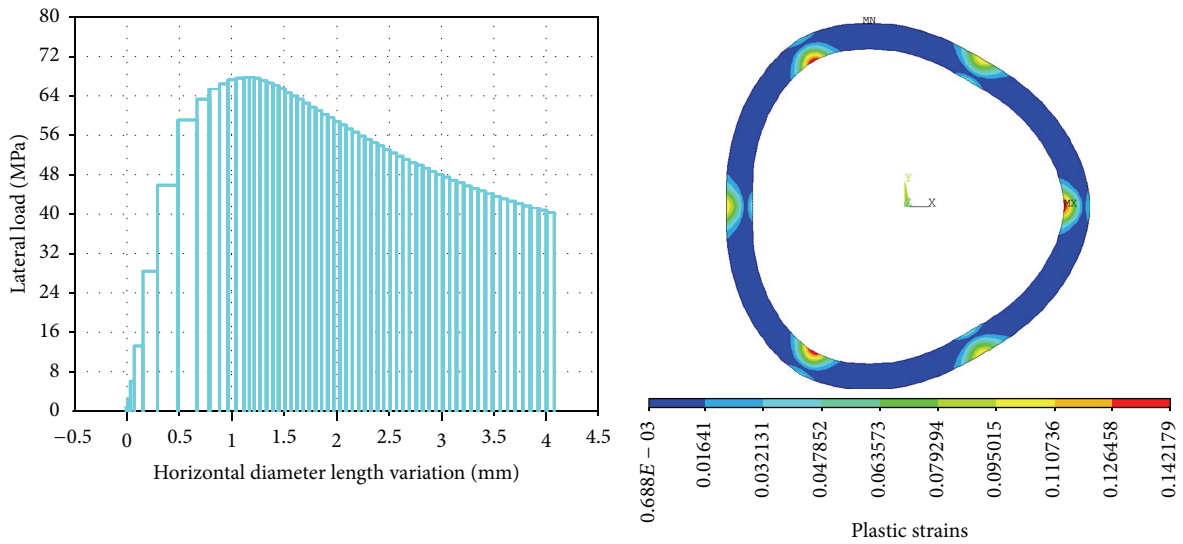 80
72
64
56
48
40
32
24
16
8
0
Lateral load (MPa)
−0.5 0 0.5 1 1.5 2 2.5 3 3.5 4 4.5
Horizontal diameter length variation (mm)
MN
Y
Z X
MX
0.688E − 03
0.01641
0.032131
0.047852
0.063573
0.079294
0.095015
0.110736
0.126458
0.142179
Plastic strains